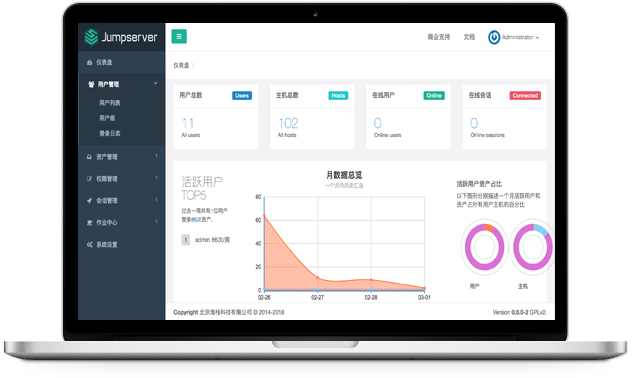 Jumpserver
商业支持 文档 Administrator
仪表盘
用户管理
用户列表
用户组
登录日志
资产管理
权限管理
会话管理
作业中心
系统设置
仪表盘 /
用户总数 Users
11
All users
主机总数 Hosts
102
All hosts
在线用户 Online
0
Online users
在线会话 Connected
0
Online sessions
活跃用户
TOP5
过去一周共有1位用户
登录86次资产.
1 admin 86次/周
月数据总览
一个月内历史汇总
80
60
40
20
0
02-26 02-27 02-28 03-01
活跃用户资产占比
以下图形分别描述一个月活跃用户和
资产占所有用户主机的百分比
用户 主机
Copyright 北京堆栈科技有限公司 © 2014-2018
Version 0.5.0-2 GPLv2.